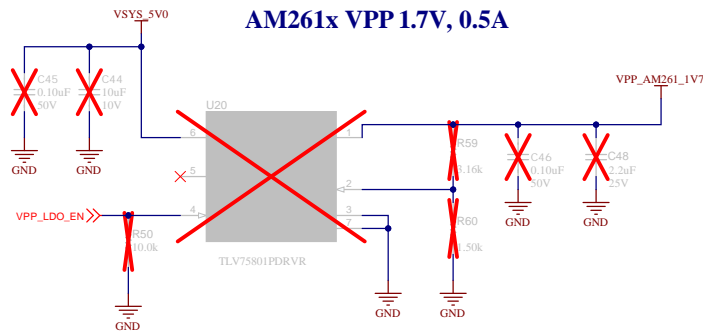 AM261x VPP 1.7V, 0.5A
VSYS_5V0
VPP_AM261_1V7
C45
0.10uF
50V
C44
10uF
10V
U20
6
5
4
1
2
3
7
TLV75801PDRVR
VPP_LDO_EN
R50
10.0k
R59
3.16k
R60
1.50k
C46
0.10uF
50V
C48
2.2uF
25V
GND
GND
GND
GND
GND
GND
GND